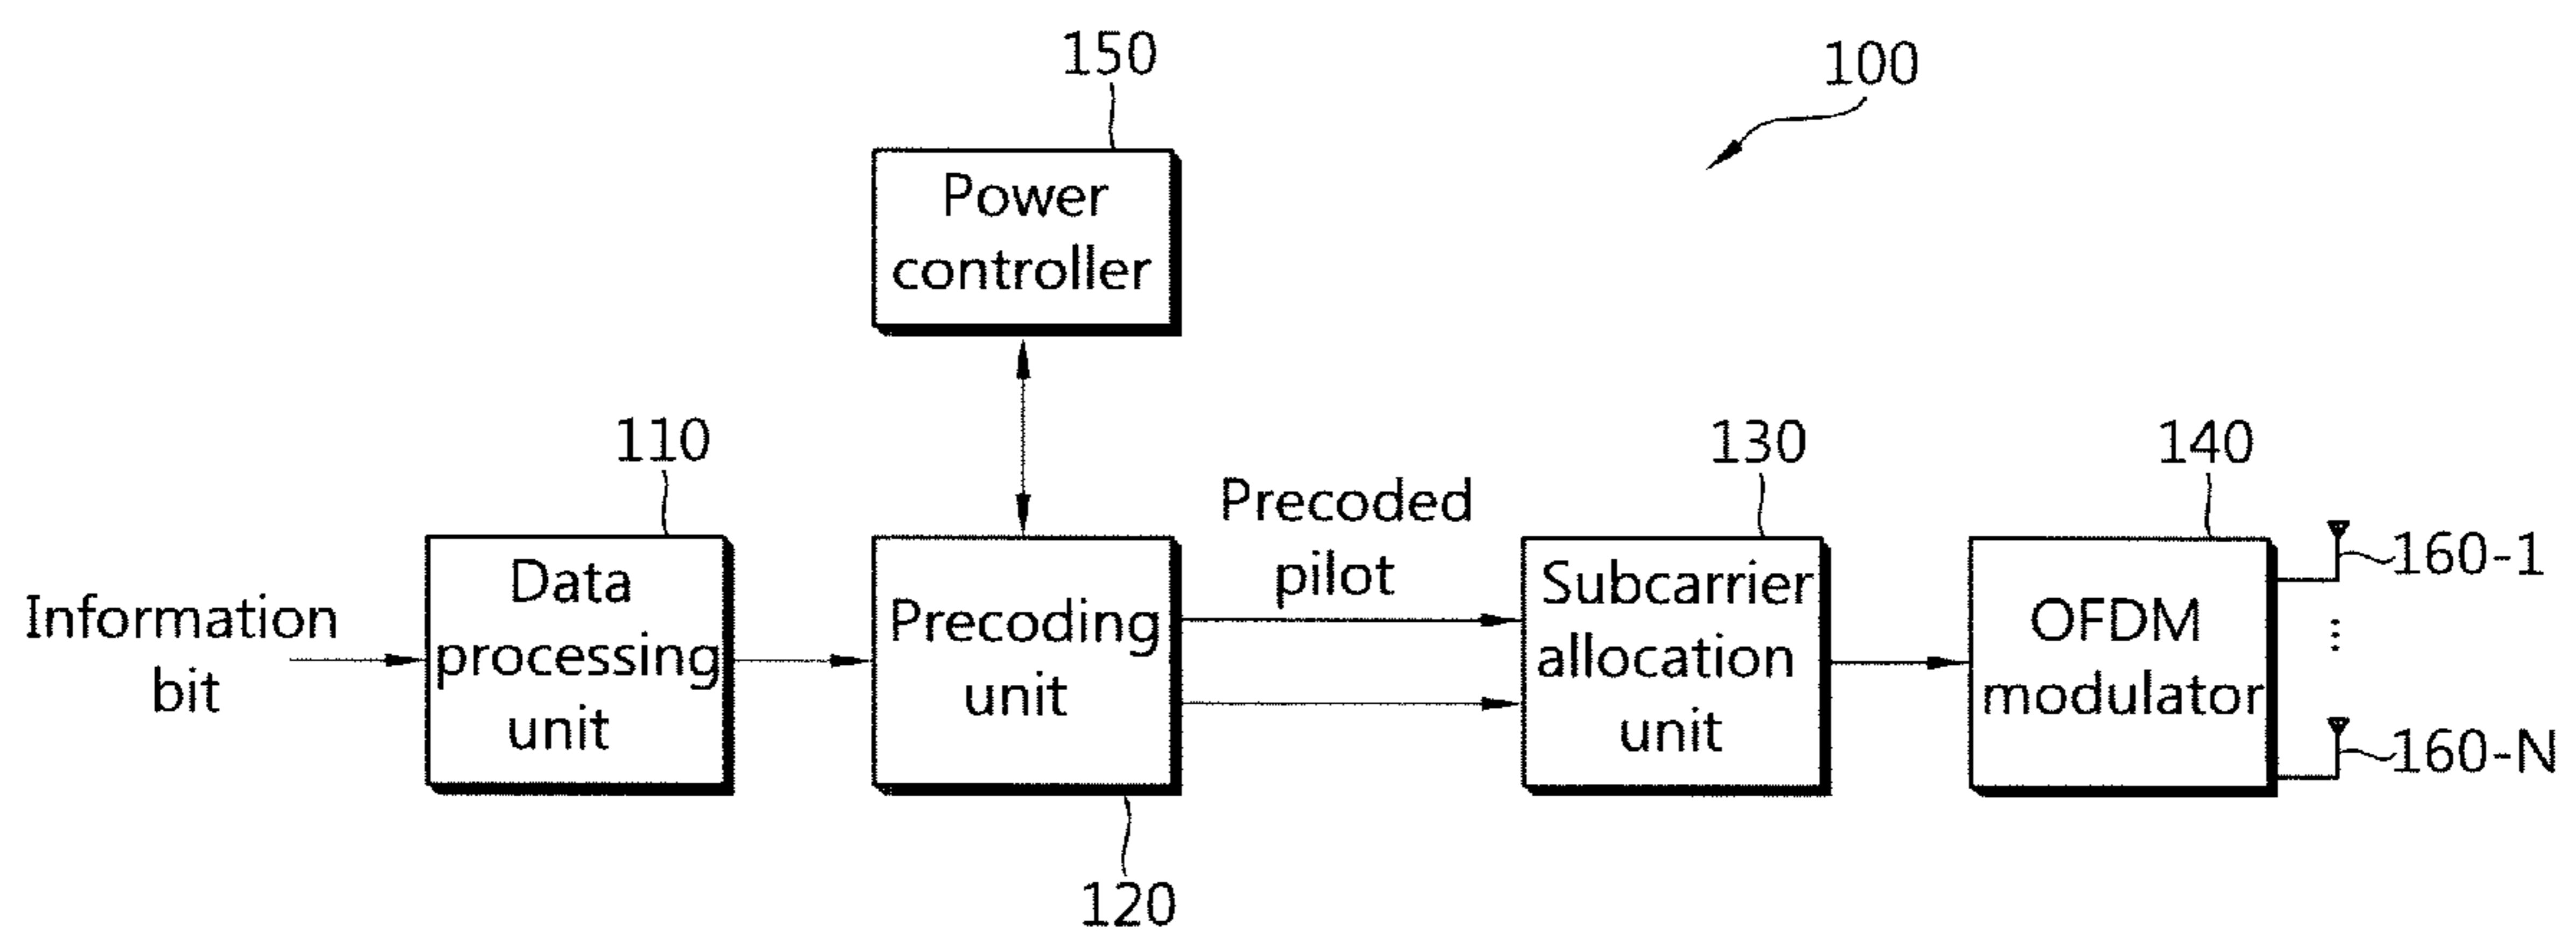 150
100
Power
controller
110
130
140
Precoded
pilot
160-1
Information
bit
Data
processing
unit
Precoding
unit
Subcarrier
allocation
unit
OFDM
modulator
...
160-N
120